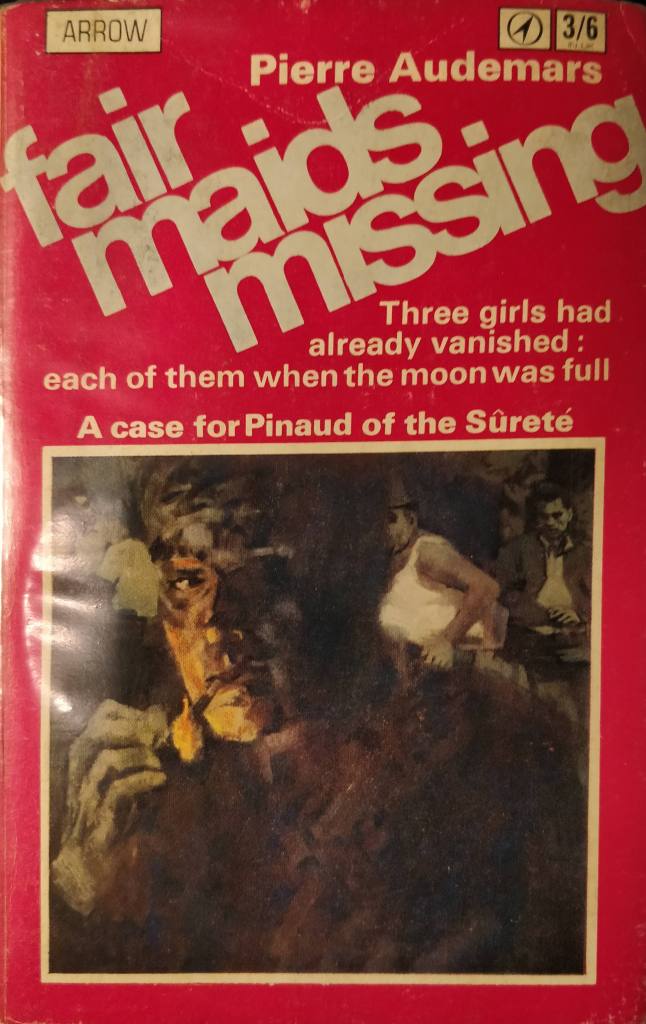 ARROW
3/6
IN U.K.
Pierre Audemars
fair
maids
missing
Three girls had
already vanished :
each of them when the moon was full
A case for Pinaud of the Sûreté